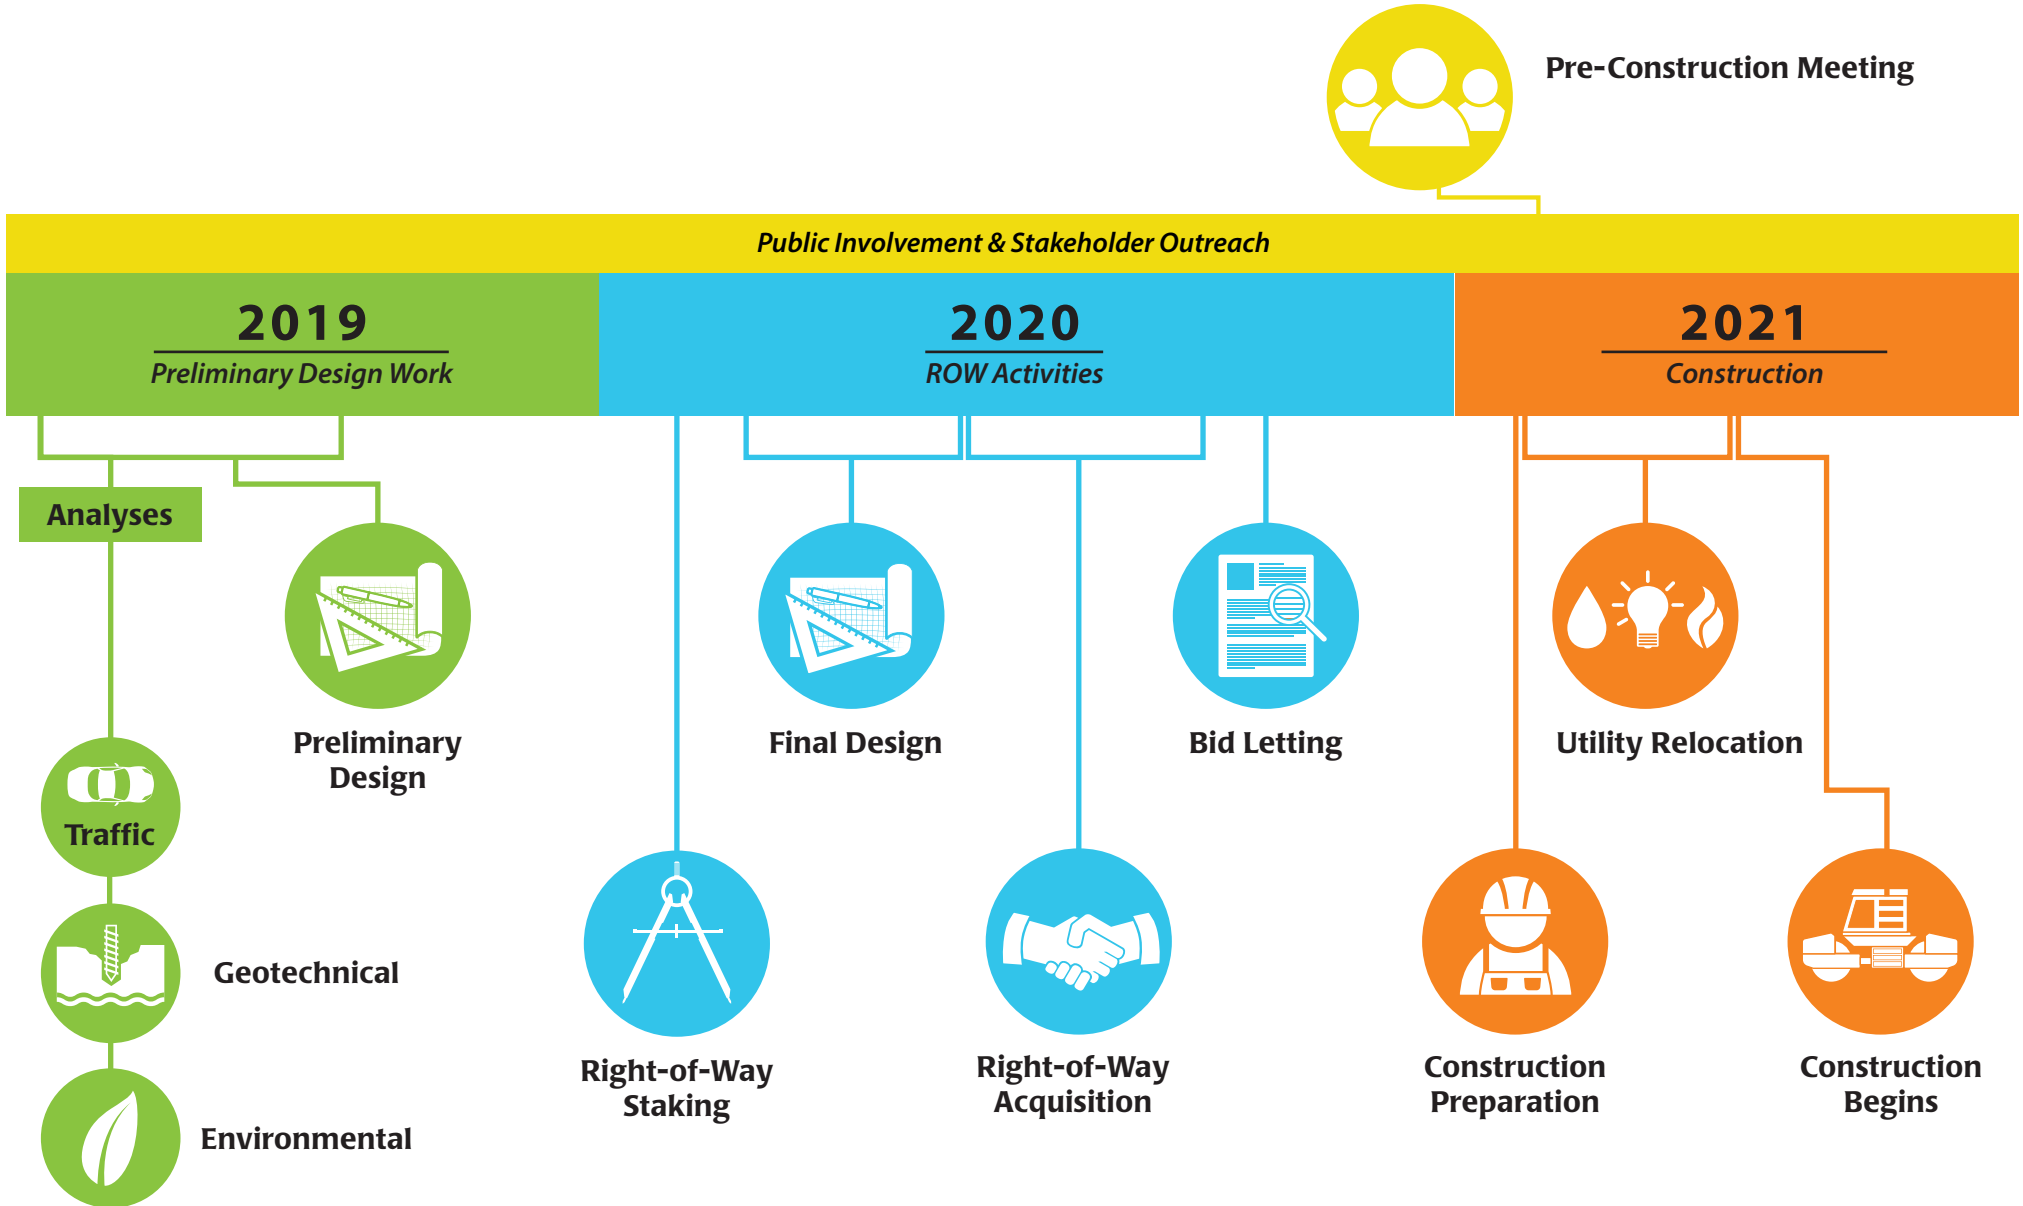 Pre-Construction Meeting
Public Involvement & Stakeholder Outreach
2019
Preliminary Design Work
2020
ROW Activities
2021
Construction
Analyses
Preliminary
Design
Final Design
Bid Letting
Utility Relocation
Traffic
Geotechnical
Environmental
Right-of-Way
Staking
Right-of-Way
Acquisition
Construction
Preparation
Construction
Begins